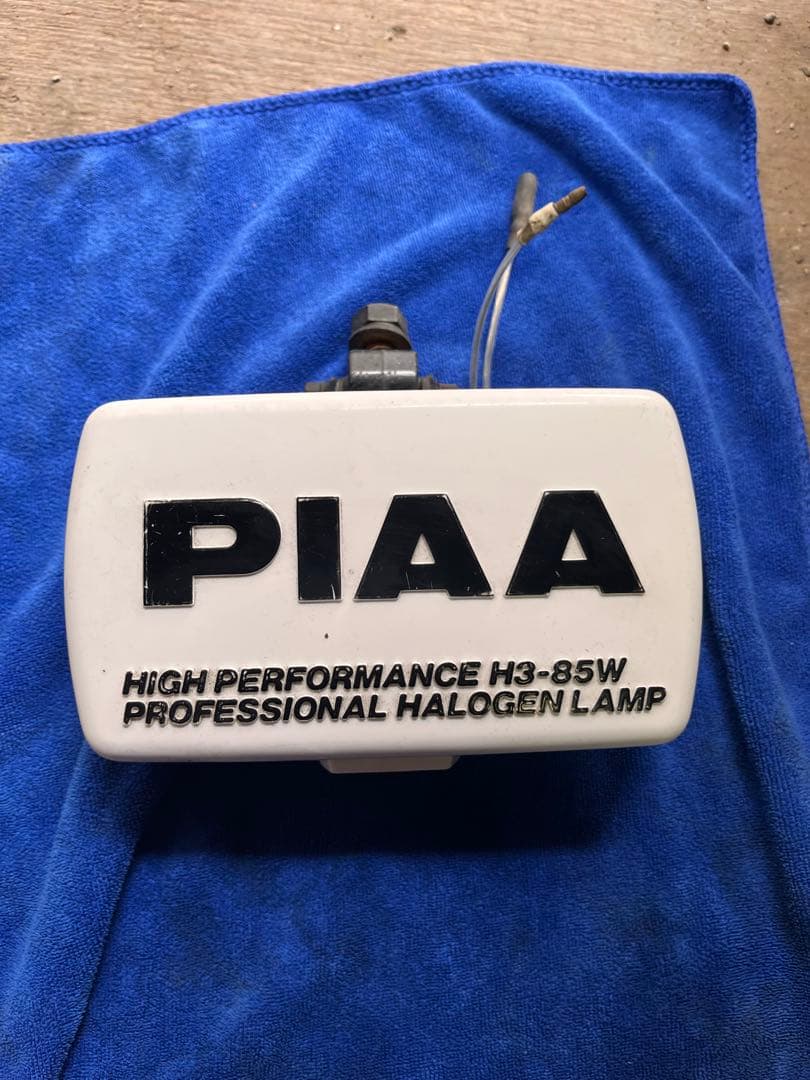 PIAA
HIGH PERFORMANCE H3-85W
PROFESSIONAL HALOGEN LAMP